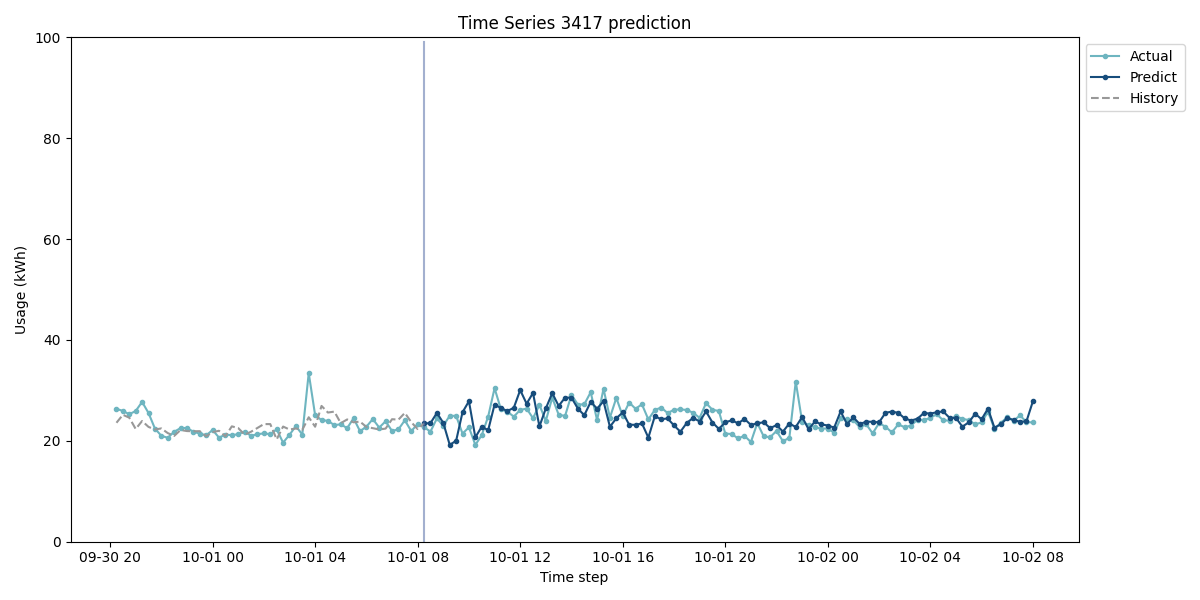 Time Series 3417 prediction
100
80
60
40
20
0
Usage (kWh)
09-30 20
10-01 00
10-01 04
10-01 08
10-01 12
10-01 16
10-01 20
10-02 00
10-02 04
10-02 08
Time step
Actual
Predict
History